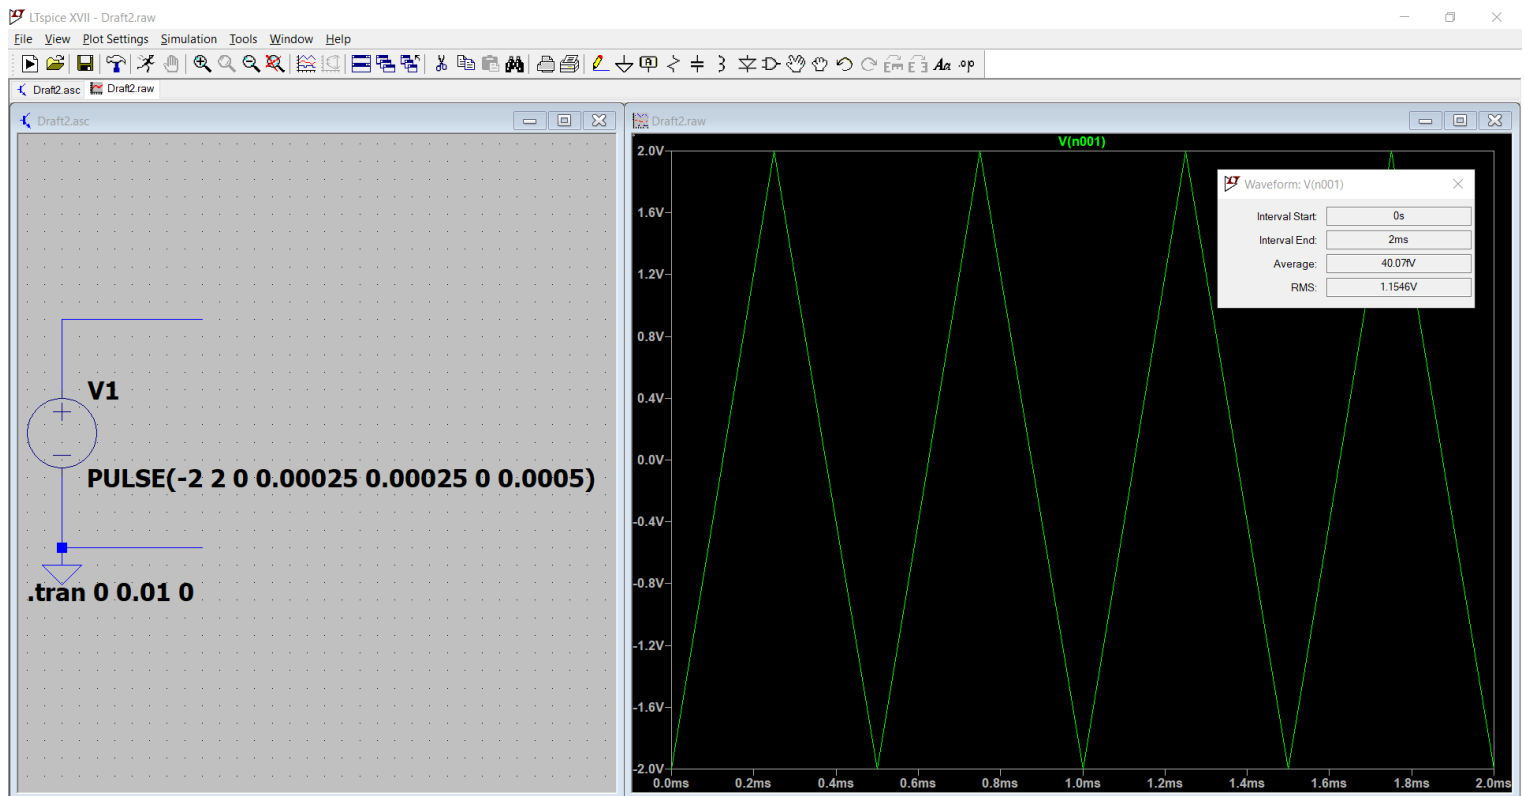 LTspice XVII - Draft2.raw
File View Plot Settings Simulation Tools Window Help
Draft2.asc Draft2.raw
Draft2.asc
V1
PULSE(-2 2 0 0.00025 0.00025 0 0.0005)
.tran 0 0.01 0
Draft2.raw
V(n001)
2.0V
1.6V
1.2V
0.8V
0.4V
0.0V
-0.4V
-0.8V
-1.2V
-1.6V
-2.0V
0.0ms 0.2ms 0.4ms 0.6ms 0.8ms 1.0ms 1.2ms 1.4ms 1.6ms 1.8ms 2.0ms
Waveform: V(n001)
Interval Start: 0s
Interval End: 2ms
Average: 40.07fV
RMS: 1.1546V